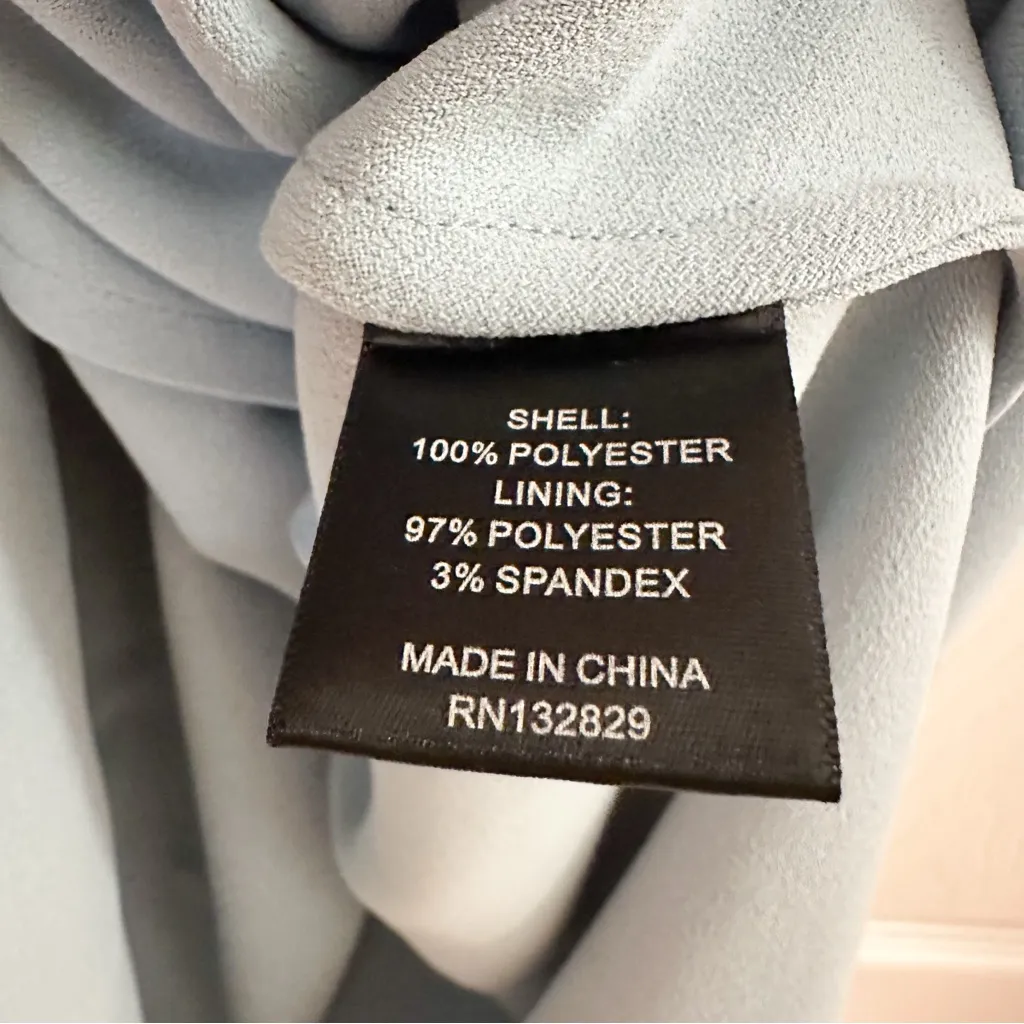 SHELL:
100% POLYESTER
LINING:
97% POLYESTER
3% SPANDEX
MADE IN CHINA
RN132829